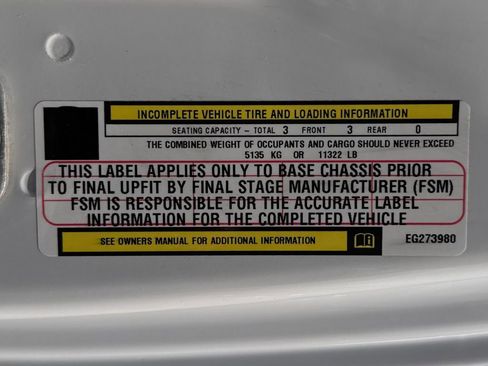 INCOMPLETE VEHICLE TIRE AND LOADING INFORMATION
SEATING CAPACITY - TOTAL 3 FRONT 3 REAR 0
THE COMBINED WEIGHT OF OCCUPANTS AND CARGO SHOULD NEVER EXCEED
5135 KG OR 11322 LB
THIS LABEL APPLIES ONLY TO BASE CHASSIS PRIOR
TO FINAL UPFIT BY FINAL STAGE MANUFACTURER (FSM)
FSM IS RESPONSIBLE FOR THE ACCURATE LABEL
INFORMATION FOR THE COMPLETED VEHICLE
SEE OWNERS MANUAL FOR ADDITIONAL INFORMATION EG273980